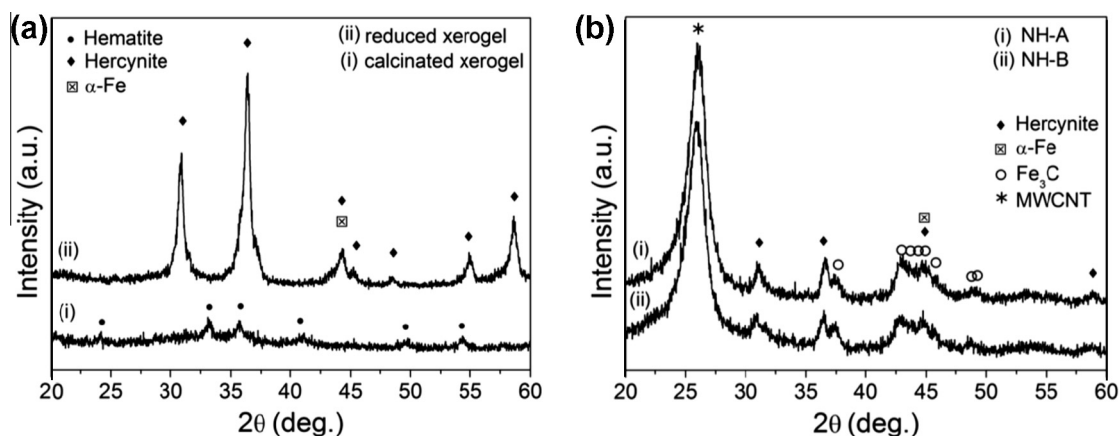 (a)
• Hematite
♦ Hercynite
⊠ α-Fe
(ii) reduced xerogel
(i) calcinated xerogel
(ii)
(i)
Intensity (a.u.)
20 25 30 35 40 45 50 55 60
2θ (deg.)
(b)
*
(i) NH-A
(ii) NH-B
♦ Hercynite
⊠ α-Fe
○ Fe₃C
* MWCNT
(i)
(ii)
Intensity (a.u.)
20 25 30 35 40 45 50 55 60
2θ (deg.)